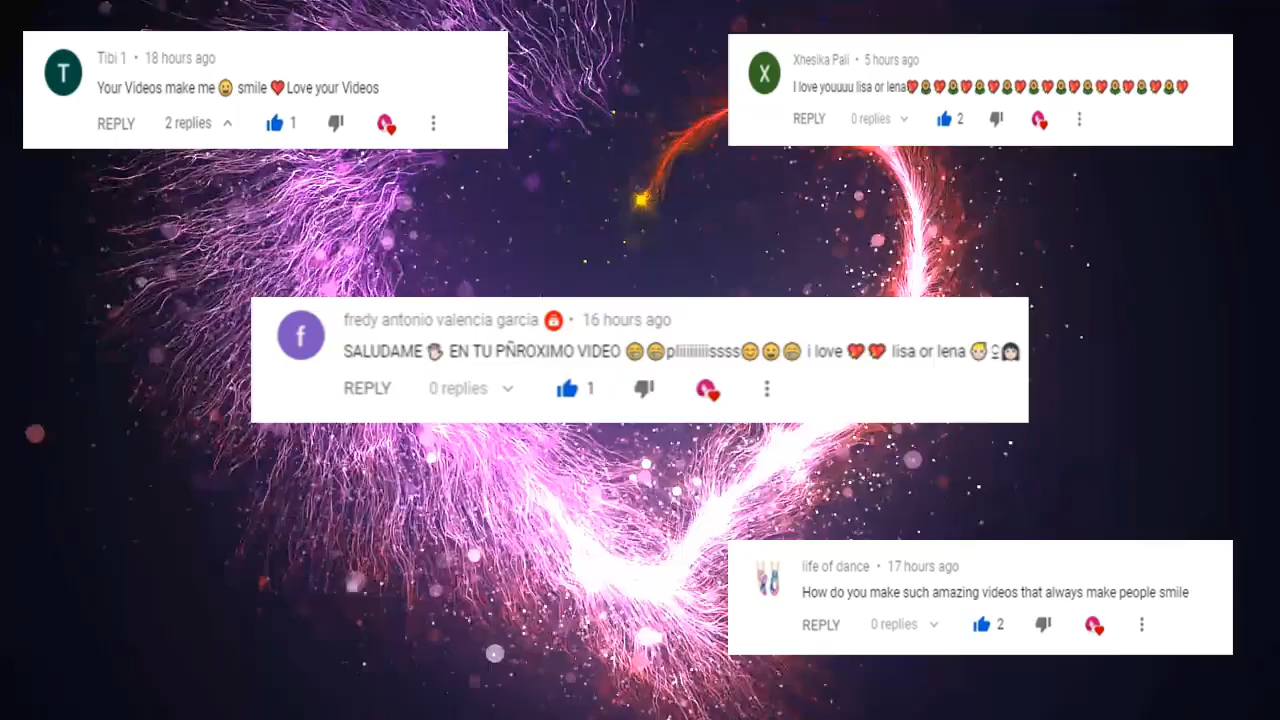 T
Tibi 1 • 18 hours ago
Your Videos make me 😀 smile ❤️Love your Videos
REPLY 2 replies 1
X
Xhesika Pali • 5 hours ago
I love youuuu lisa or lena💖🌻💖🌻💖🌻💖🌻💖🌻💖🌻💖🌻💖🌻💖🌻💖🌻💖
REPLY 0 replies 2
f
fredy antonio valencia garcia • 16 hours ago
SALUDAME 👋 EN TU PÑROXIMO VIDEO 😁😁pliiiiiiiiissss😊😀😁 i love 💖💖 lisa or lena 👱♀👩
REPLY 0 replies 1
life of dance • 17 hours ago
How do you make such amazing videos that always make people smile
REPLY 0 replies 2